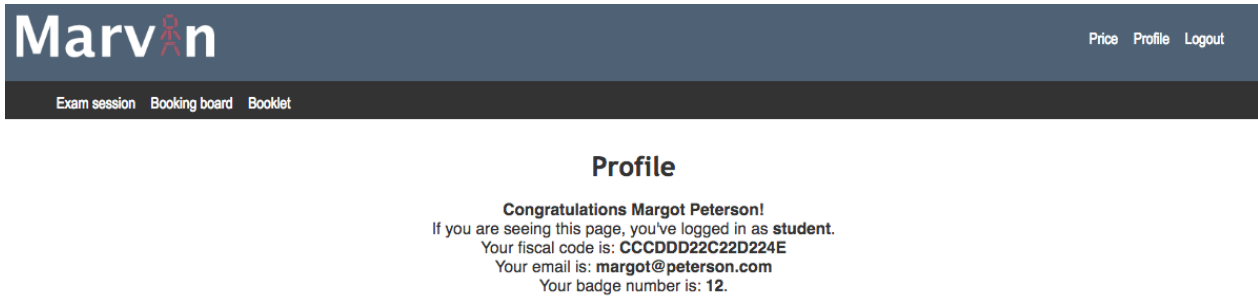 Marvin
Price Profile Logout
Exam session Booking board Booklet
Profile
Congratulations Margot Peterson!
If you are seeing this page, you've logged in as student.
Your fiscal code is: CCCDDD22C22D224E
Your email is: margot@peterson.com
Your badge number is: 12.